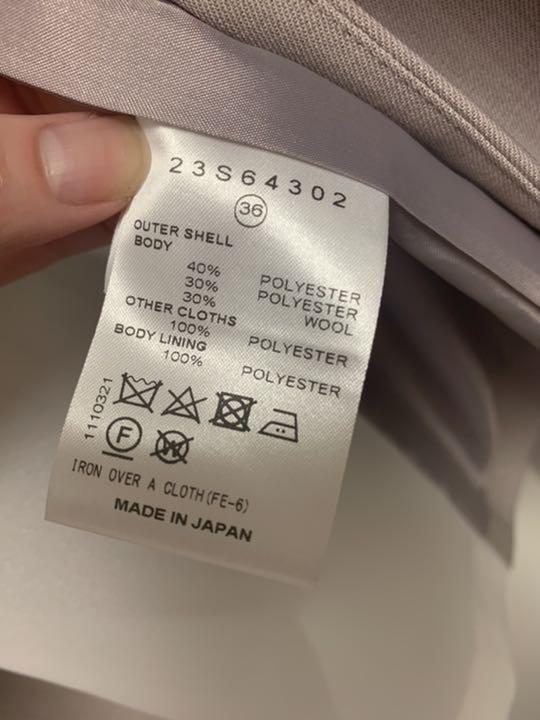 23S64302
36
OUTER SHELL
BODY
40% POLYESTER
30% POLYESTER
30% WOOL
OTHER CLOTHS
100% POLYESTER
BODY LINING
100% POLYESTER
1110321
F W
IRON OVER A CLOTH(FE-6)
MADE IN JAPAN